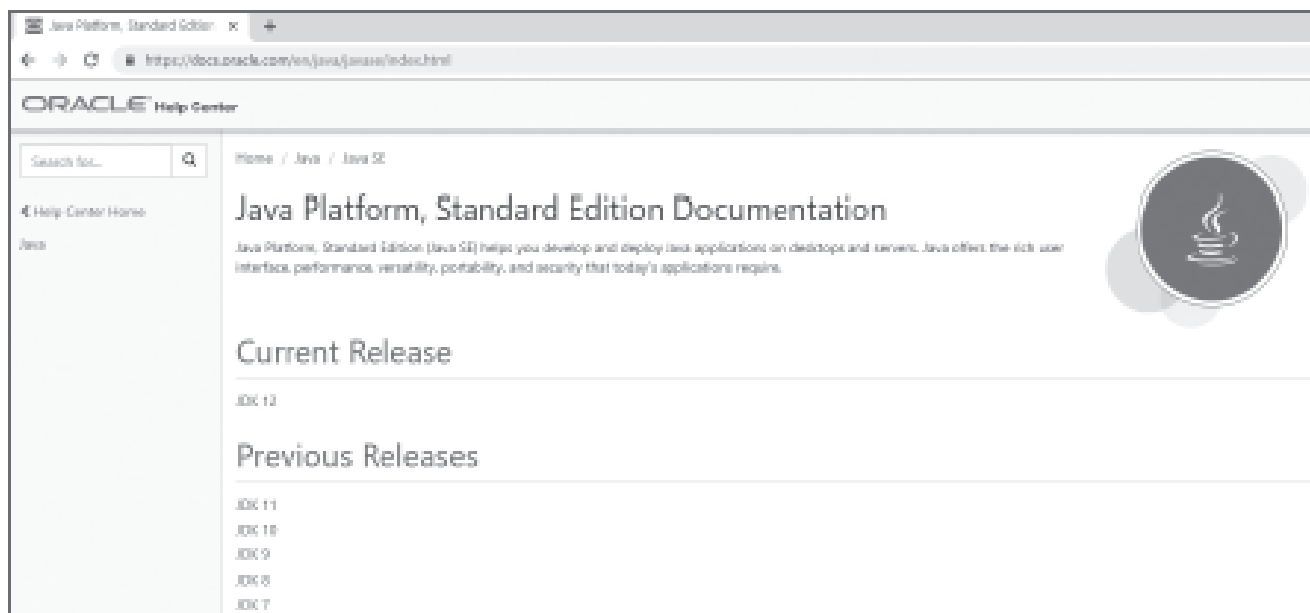 Java Platform, Standard Edition
https://docs.oracle.com/en/java/javase/index.html
ORACLE Help Center
Search for...
Home / Java / Java SE
Help Center Home
Java
Java Platform, Standard Edition Documentation
Java Platform, Standard Edition (Java SE) helps you develop and deploy Java applications on desktops and servers. Java offers the rich user
interface, performance, versatility, portability, and security that today's applications require.
Current Release
JDK 12
Previous Releases
JDK 11
JDK 10
JDK 9
JDK 8
JDK 7